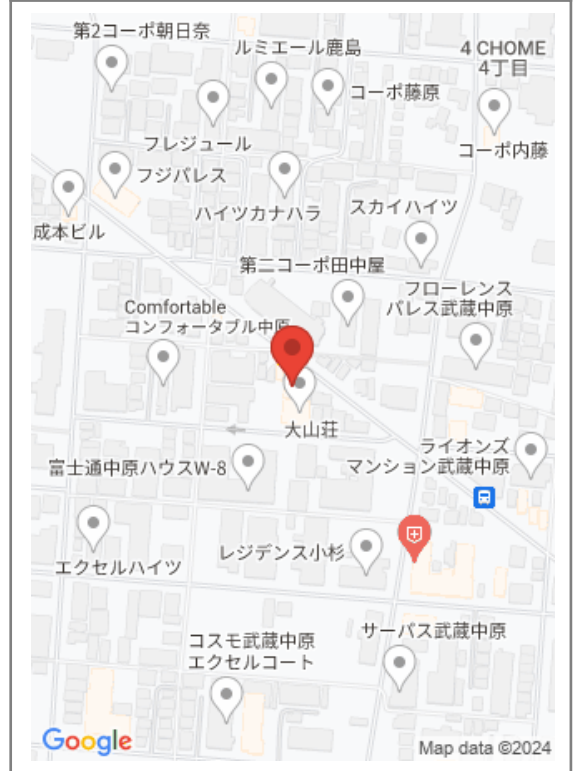 第2コーポ朝日奈
ルミエール鹿島
4 CHOME
4丁目
コーポ藤原
フレジュール
コーポ内藤
フジパレス
ハイツカナハラ
スカイハイツ
成本ビル
第二コーポ田中屋
フローレンス
パレス武蔵中原
Comfortable
コンフォータブル中原
大山荘
ライオンズ
マンション武蔵中原
富士通中原ハウスW-8
レジデンス小杉
エクセルハイツ
サーパス武蔵中原
コスモ武蔵中原
エクセルコート
Google
Map data ©2024